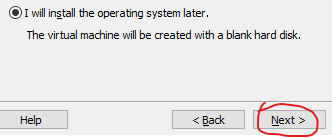 I will install the operating system later.
The virtual machine will be created with a blank hard disk.
Help
< Back
Next >